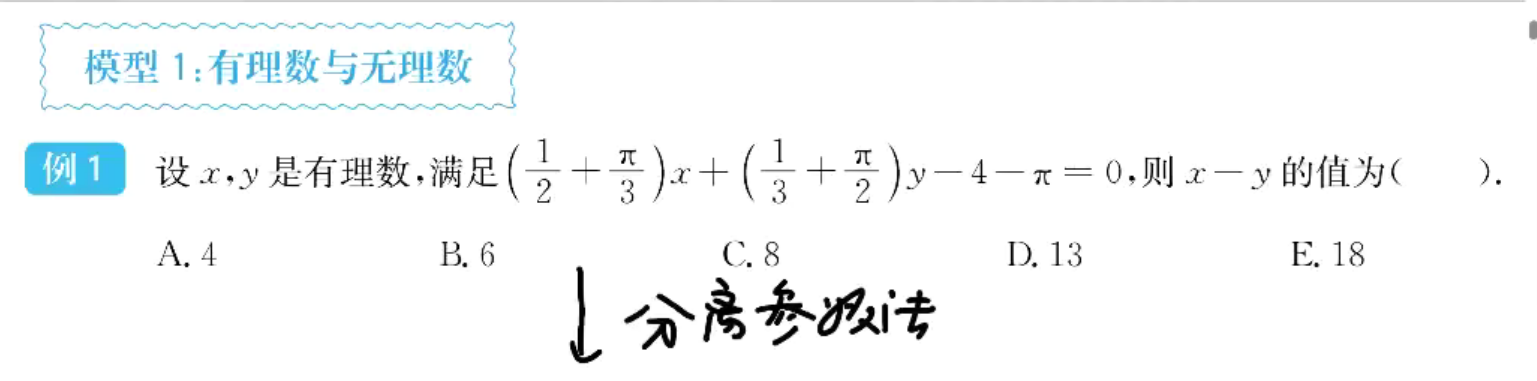 模型 1:有理数与无理数
例 1 设 x,y 是有理数,满足(1/2+π/3)x+(1/3+π/2)y-4-π=0,则 x-y 的值为(　　).
A. 4　B. 6　C. 8　D. 13　E. 18
↓ 分离参数法